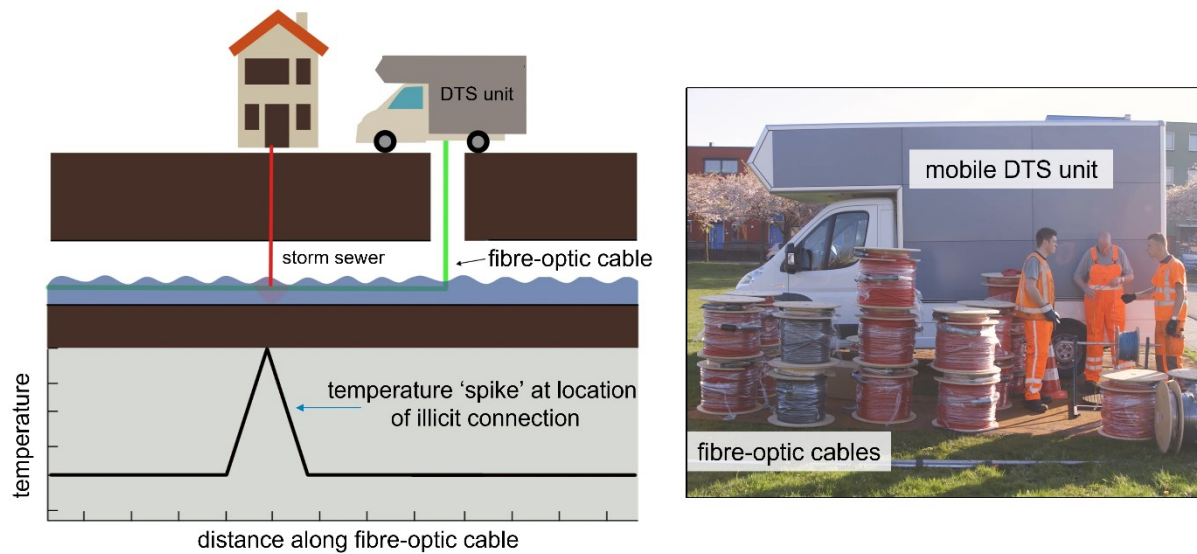 DTS unit
storm sewer
fibre-optic cable
temperature ‘spike’ at location
of illicit connection
temperature
distance along fibre-optic cable
mobile DTS unit
fibre-optic cables